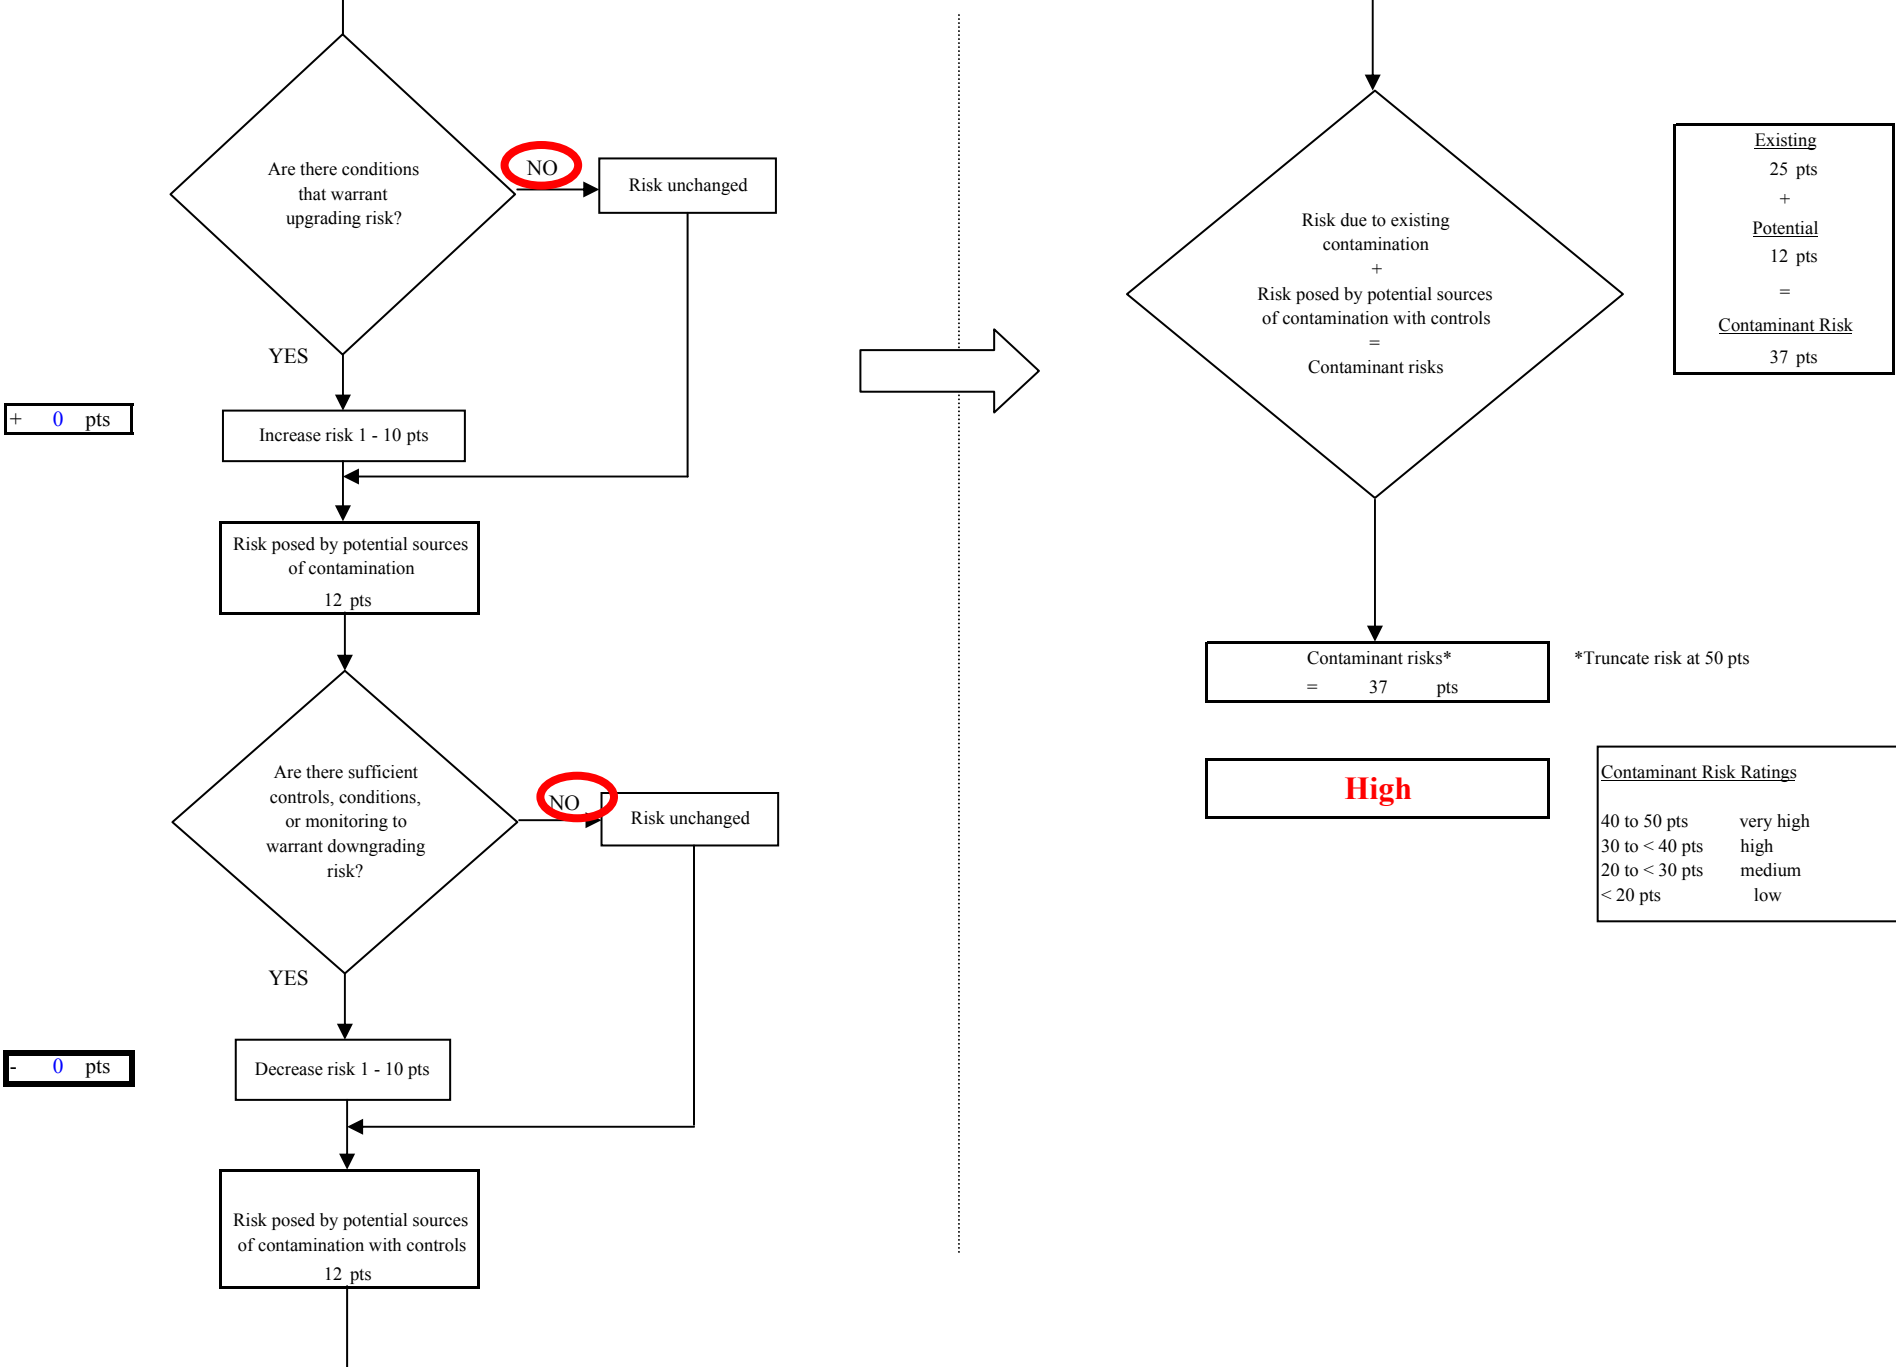 Are there conditions
that warrant
upgrading risk?
NO
Risk unchanged
YES
+ 0 pts
Increase risk 1 - 10 pts
Risk posed by potential sources
of contamination
12 pts
Are there sufficient
controls, conditions,
or monitoring to
warrant downgrading
risk?
NO
Risk unchanged
YES
- 0 pts
Decrease risk 1 - 10 pts
Risk posed by potential sources
of contamination with controls
12 pts
Risk due to existing
contamination
+
Risk posed by potential sources
of contamination with controls
=
Contaminant risks
Existing
25 pts
+
Potential
12 pts
=
Contaminant Risk
37 pts
Contaminant risks*
= 37 pts
*Truncate risk at 50 pts
High
Contaminant Risk Ratings
40 to 50 pts very high
30 to < 40 pts high
20 to < 30 pts medium
< 20 pts low